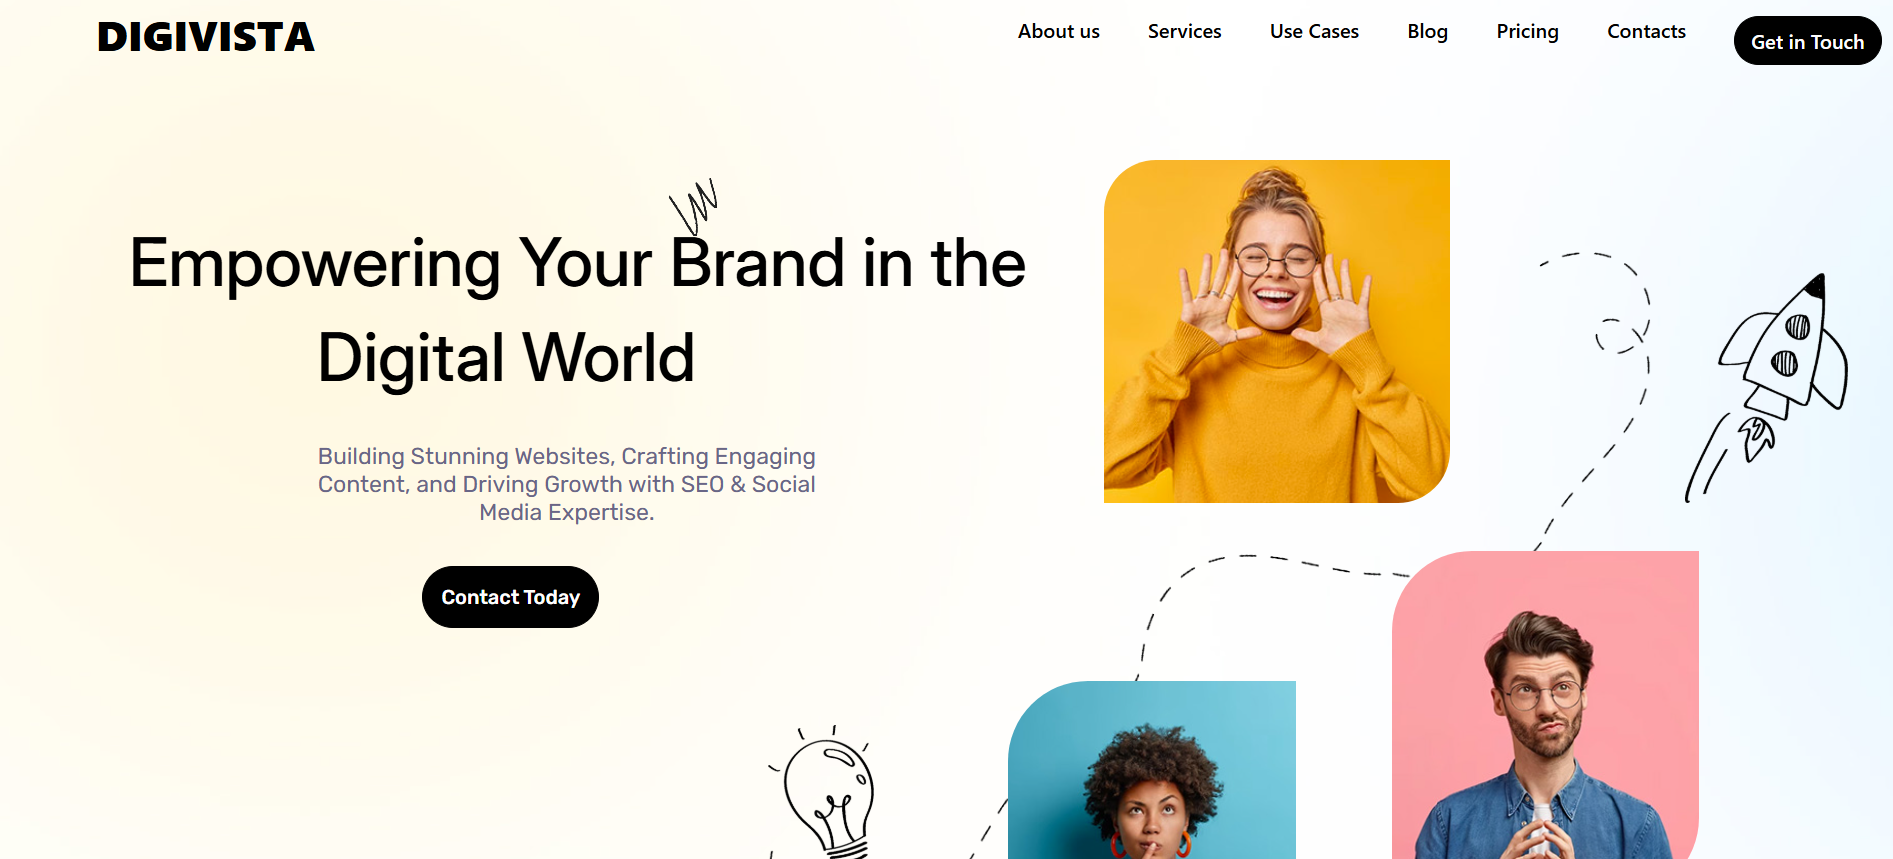 DIGIVISTA
About us
Services
Use Cases
Blog
Pricing
Contacts
Get in Touch
Empowering Your Brand in the
Digital World
Building Stunning Websites, Crafting Engaging
Content, and Driving Growth with SEO & Social
Media Expertise.
Contact Today